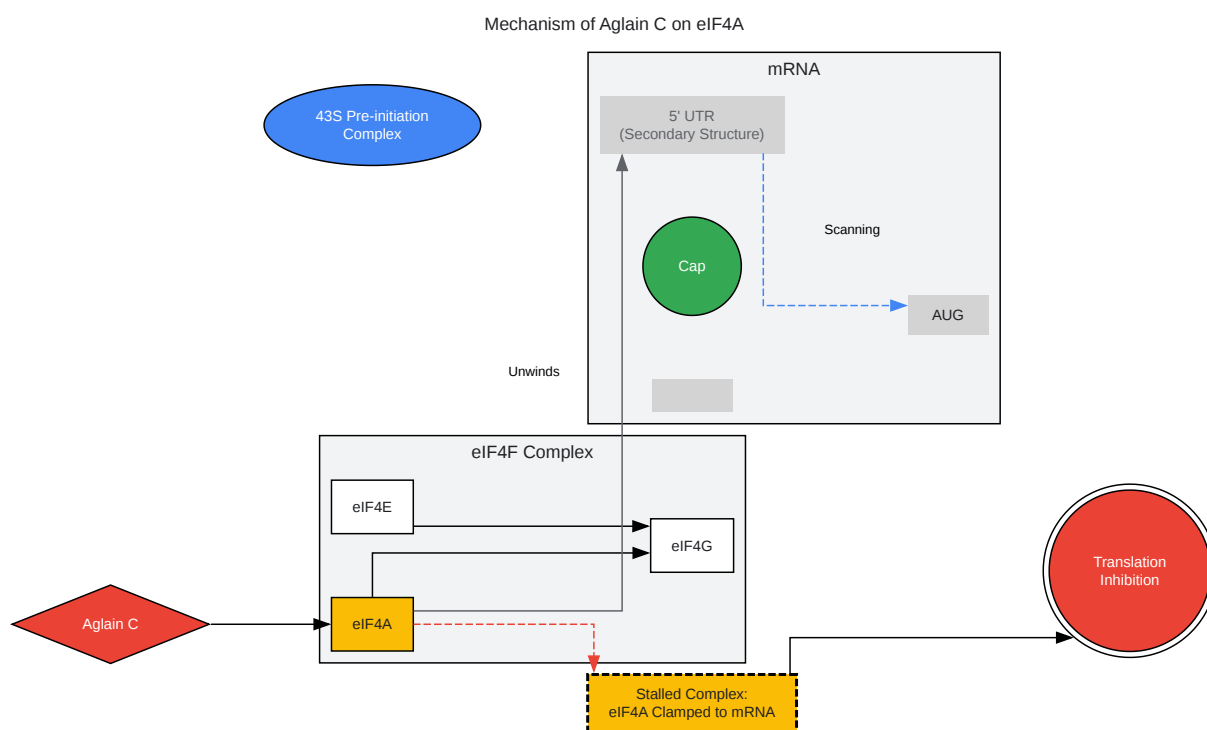 Mechanism of Aglain C on eIF4A
mRNA
43S Pre-initiation
Complex
5' UTR
(Secondary Structure)
Scanning
Cap
AUG
Unwinds
eIF4F Complex
eIF4E
eIF4G
Translation
Inhibition
Aglain C
eIF4A
Stalled Complex:
eIF4A Clamped to mRNA